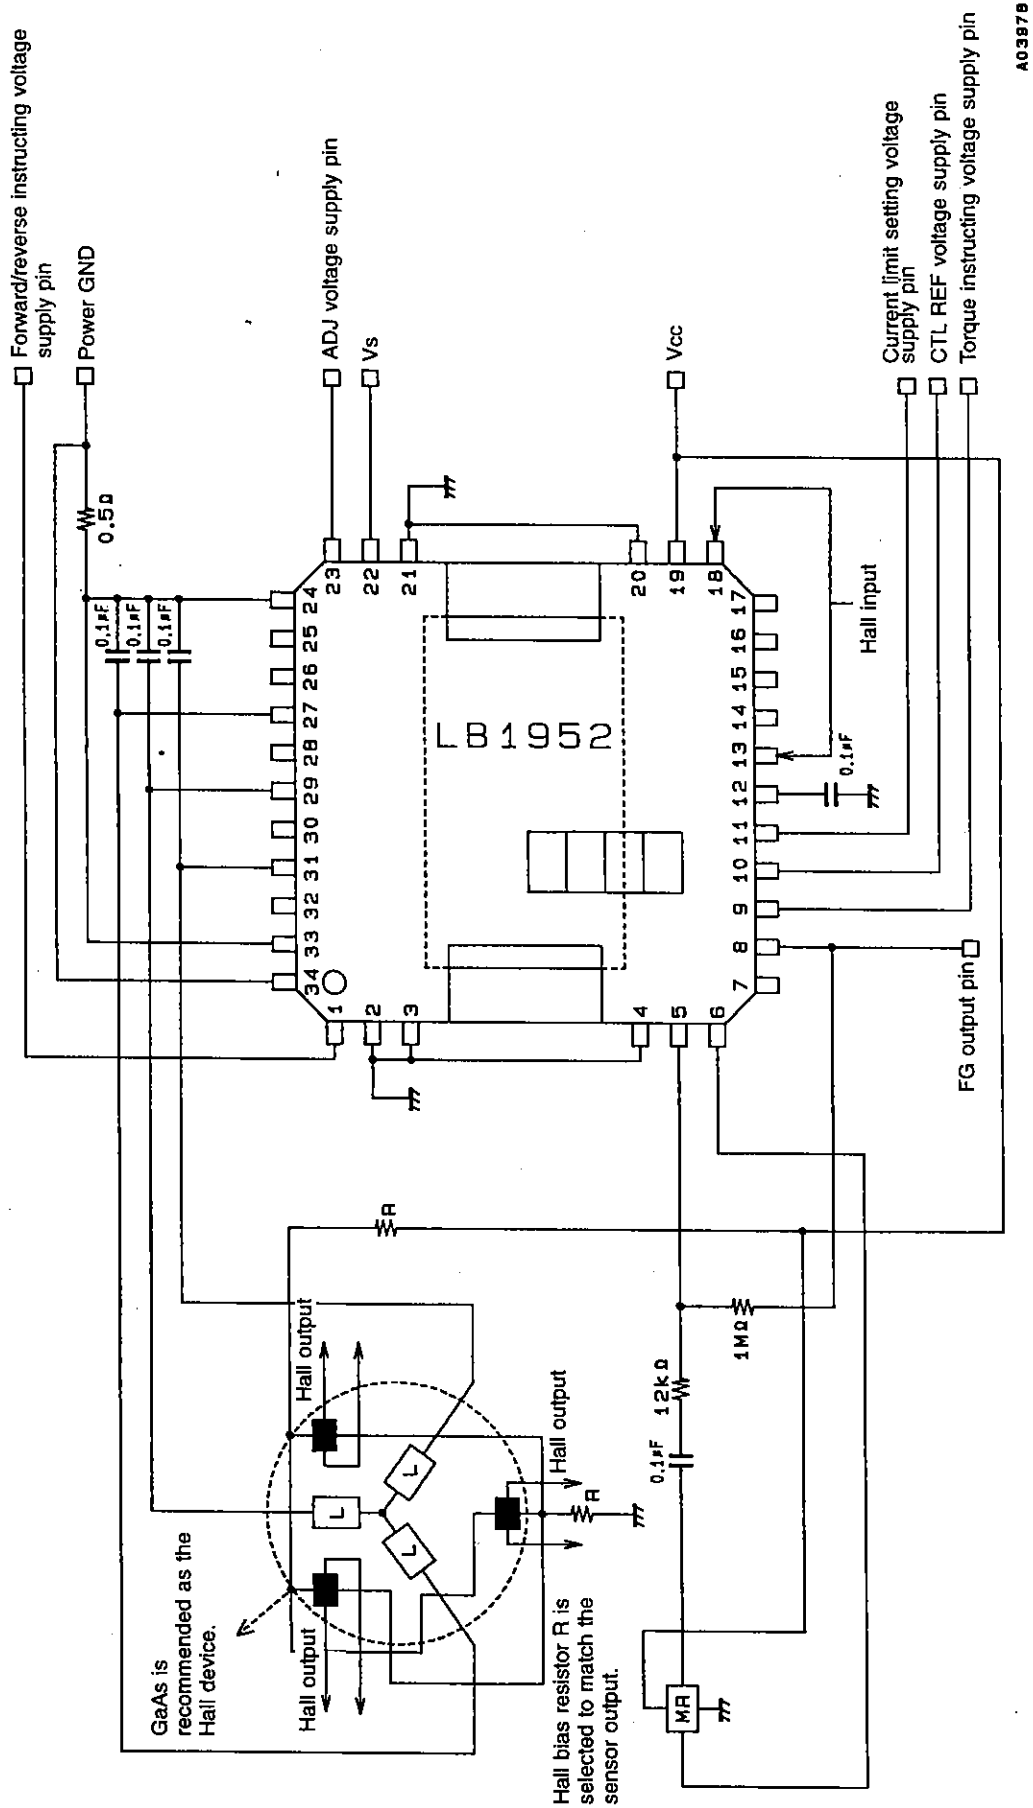 Forward/reverse instructing voltage
supply pin
Power GND
0.5Ω
0.1µF
0.1µF
0.1µF
ADJ voltage supply pin
Vs
Vcc
Current limit setting voltage
supply pin
CTL REF voltage supply pin
Torque instructing voltage supply pin
34
33
32
31
30
29
28
27
26
25
24
23
22
21
20
19
18
1
2
3
4
5
6
7
8
9
10
11
12
13
14
15
16
17
LB1952
Hall input
0.1µF
FG output pin
GaAs is
recommended as the
Hall device.
Hall output
Hall output
Hall output
L
L
L
R
R
Hall bias resistor R is
selected to match the
sensor output.
MR
0.1µF
12kΩ
1MΩ
A03978